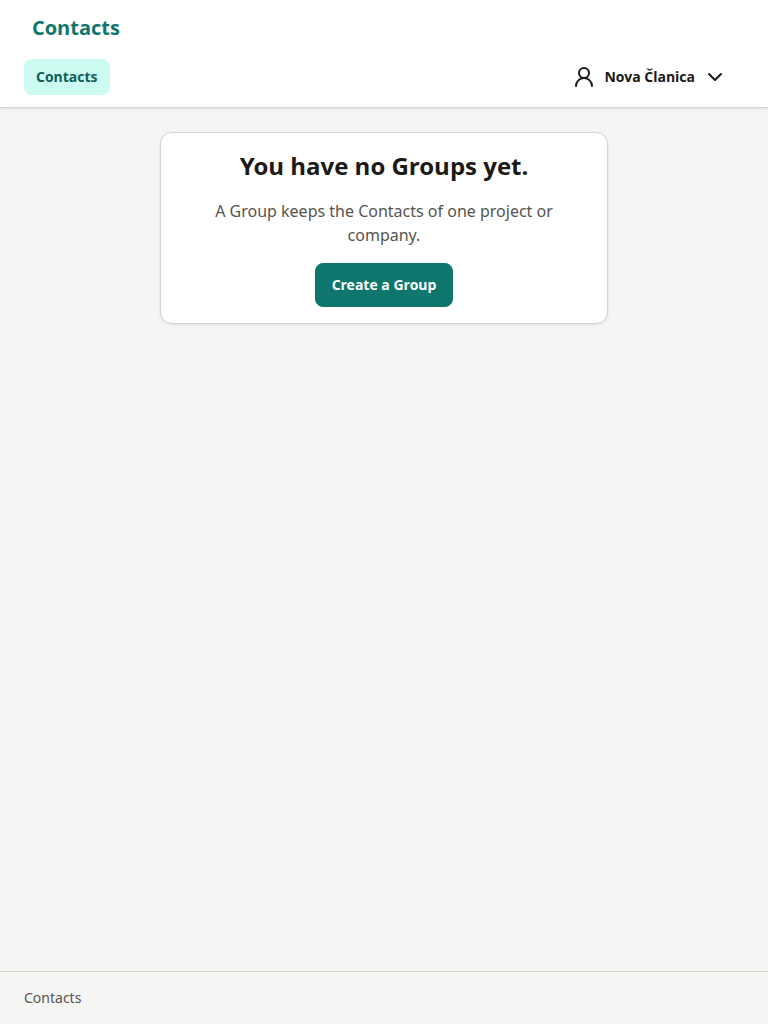 Contacts
Contacts
Nova Članica
You have no Groups yet.
A Group keeps the Contacts of one project or
company.
Create a Group
Contacts